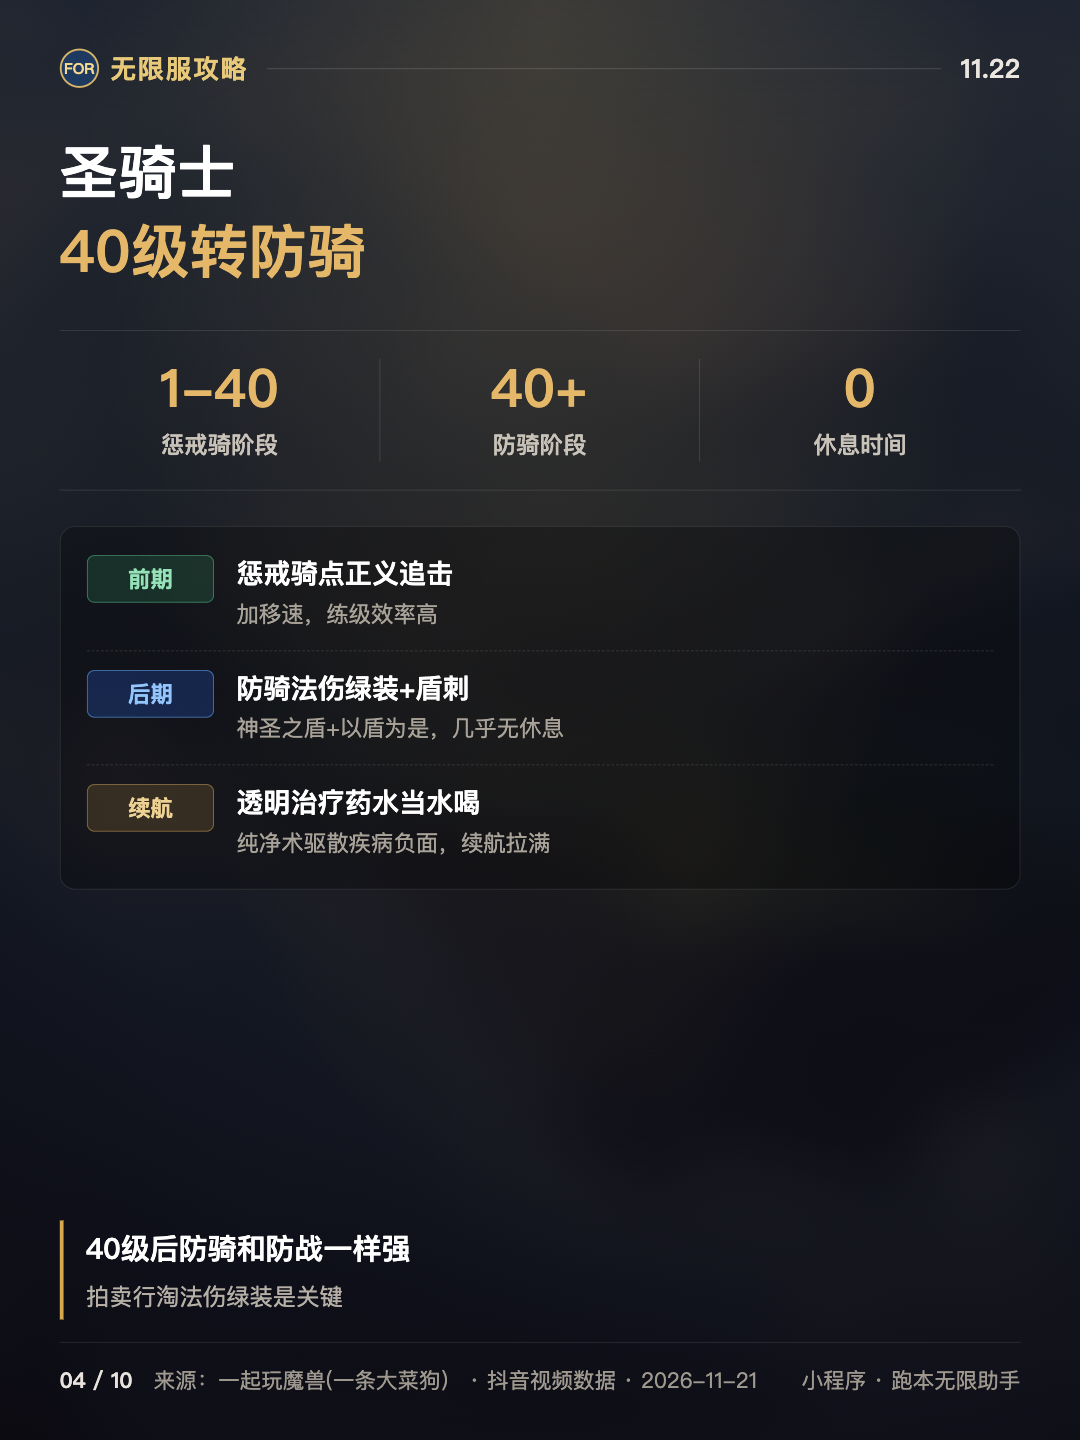 FOR 无限服攻略 11.22
圣骑士
40级转防骑
1–40 40+ 0
惩戒骑阶段 防骑阶段 休息时间
前期 惩戒骑点正义追击
加移速，练级效率高
后期 防骑法伤绿装+盾刺
神圣之盾+以盾为是，几乎无休息
续航 透明治疗药水当水喝
纯净术驱散疾病负面，续航拉满
40级后防骑和防战一样强
拍卖行淘法伤绿装是关键
04 / 10 来源：一起玩魔兽(一条大菜狗） · 抖音视频数据 · 2026–11–21 小程序 · 跑本无限助手